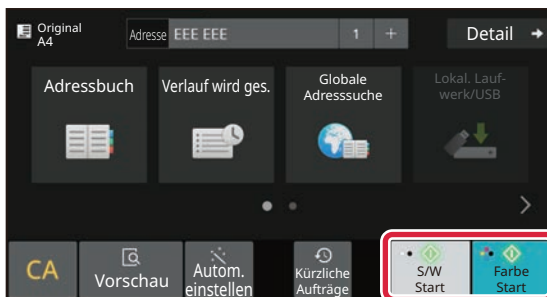 Original
A4
Adresse EEE EEE 1 +
Detail
Adressbuch
Verlauf wird ges.
Globale
Adresssuche
Lokal. Lauf-
werk/USB
CA
Vorschau
Autom.
einstellen
Kürzliche
Aufträge
S/W
Start
Farbe
Start